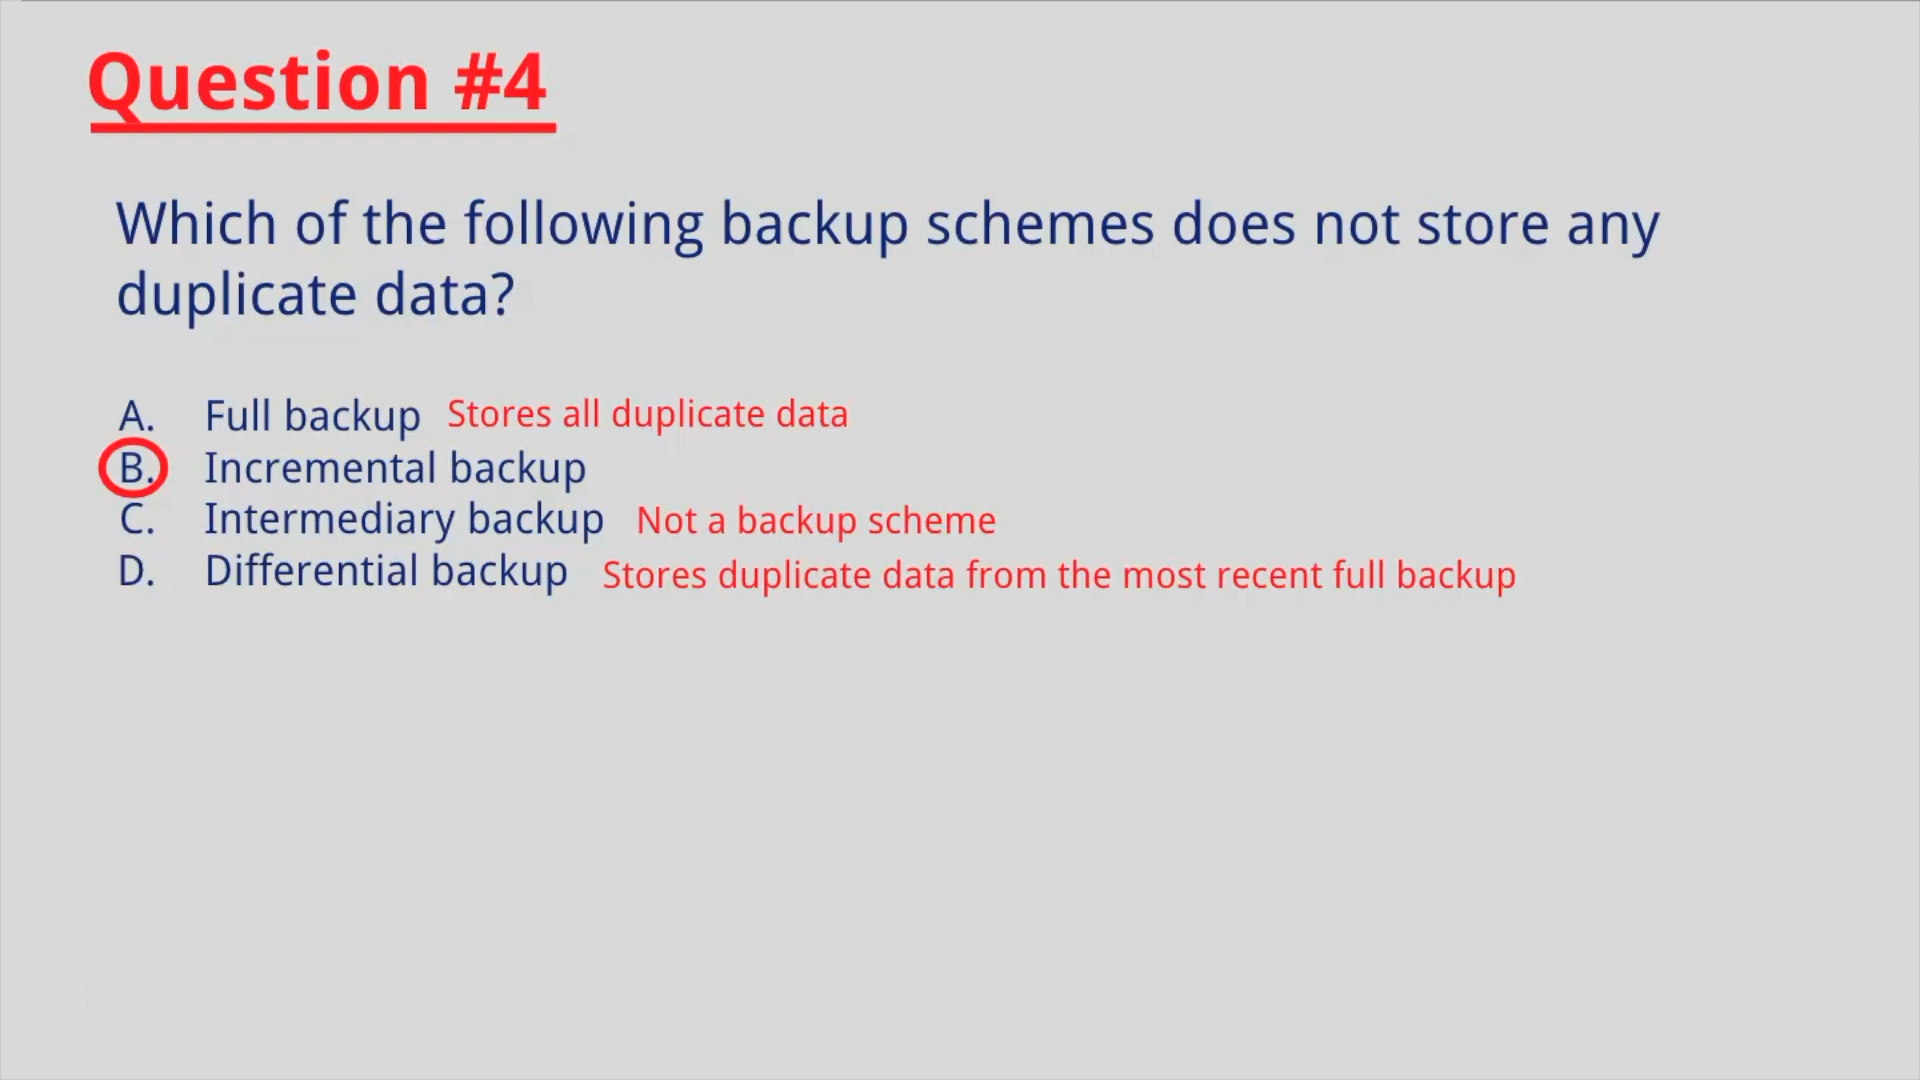 Question #4
Which of the following backup schemes does not store any
duplicate data?
A. Full backup Stores all duplicate data
B. Incremental backup
C. Intermediary backup Not a backup scheme
D. Differential backup Stores duplicate data from the most recent full backup